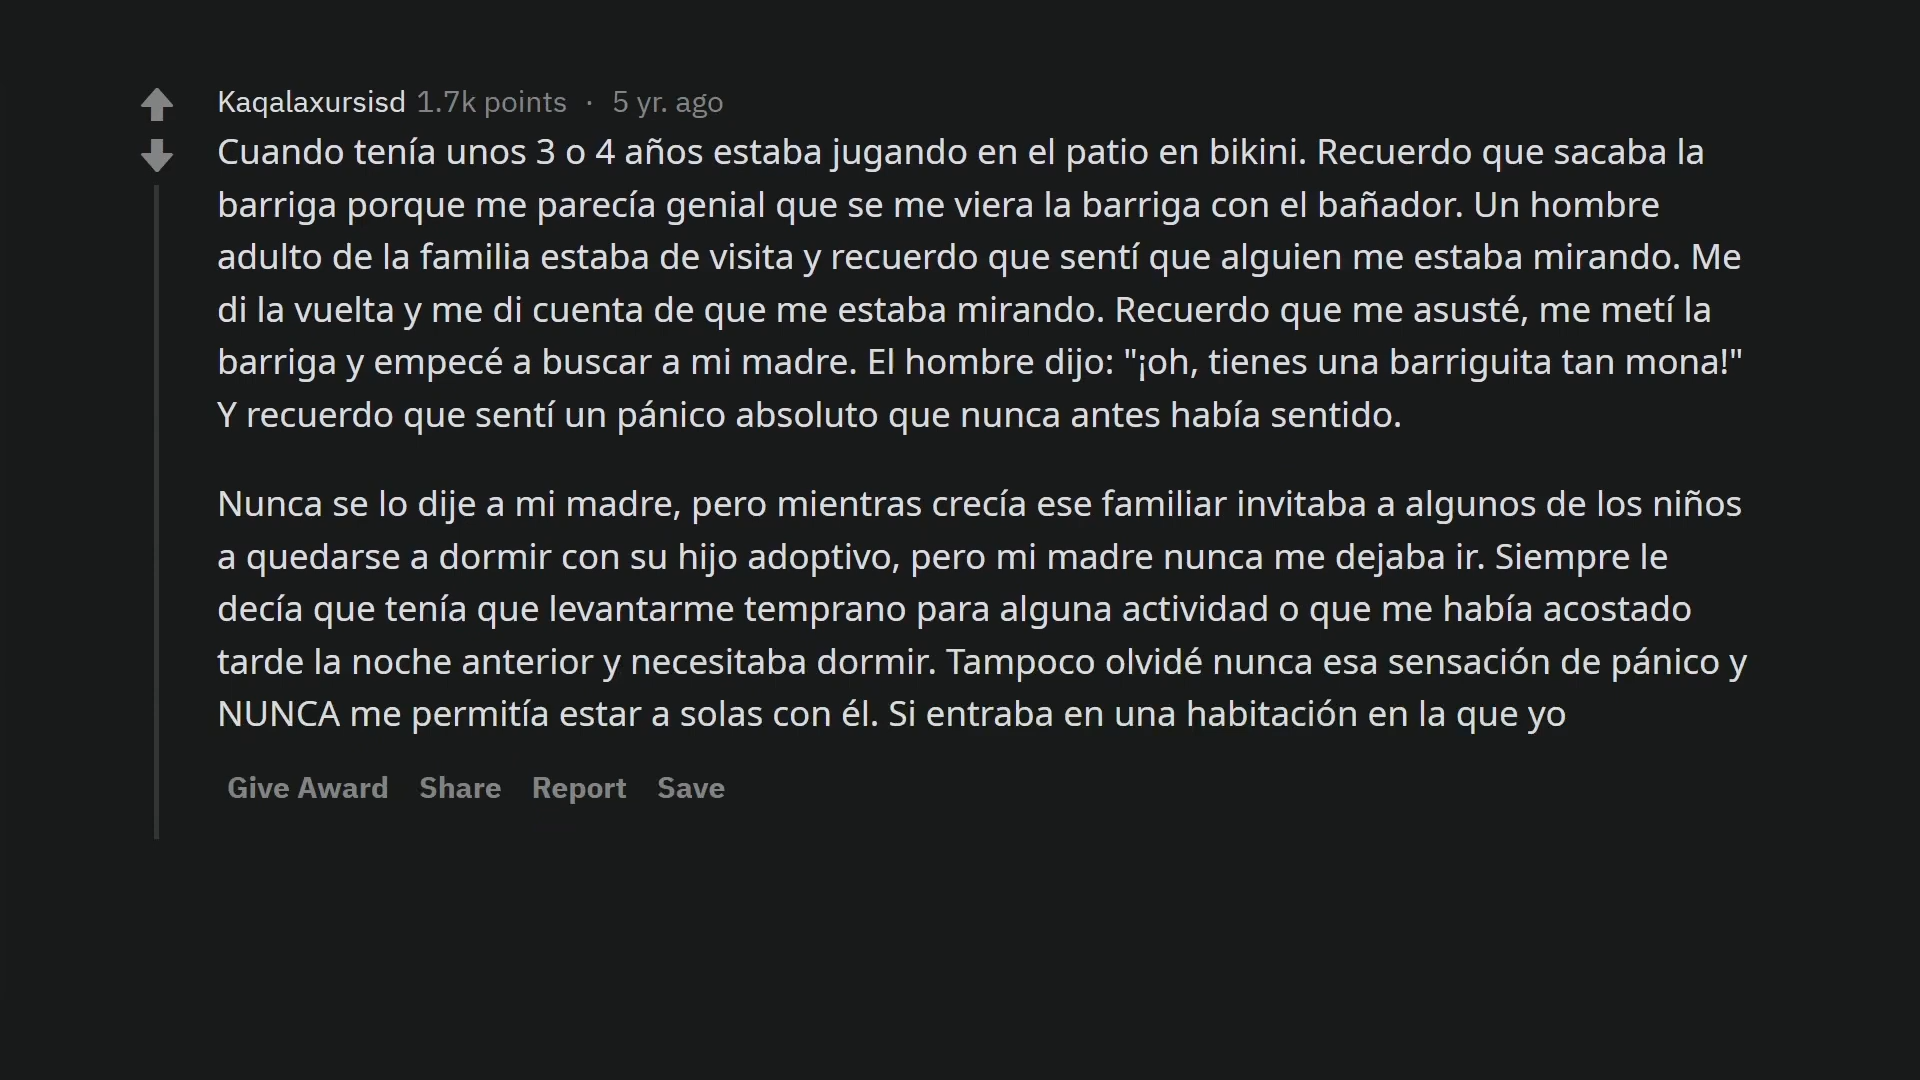 Kaqalaxursisd 1.7k points · 5 yr. ago
Cuando tenía unos 3 o 4 años estaba jugando en el patio en bikini. Recuerdo que sacaba la
barriga porque me parecía genial que se me viera la barriga con el bañador. Un hombre
adulto de la familia estaba de visita y recuerdo que sentí que alguien me estaba mirando. Me
di la vuelta y me di cuenta de que me estaba mirando. Recuerdo que me asusté, me metí la
barriga y empecé a buscar a mi madre. El hombre dijo: "¡oh, tienes una barriguita tan mona!"
Y recuerdo que sentí un pánico absoluto que nunca antes había sentido.
Nunca se lo dije a mi madre, pero mientras crecía ese familiar invitaba a algunos de los niños
a quedarse a dormir con su hijo adoptivo, pero mi madre nunca me dejaba ir. Siempre le
decía que tenía que levantarme temprano para alguna actividad o que me había acostado
tarde la noche anterior y necesitaba dormir. Tampoco olvidé nunca esa sensación de pánico y
NUNCA me permitía estar a solas con él. Si entraba en una habitación en la que yo
Give Award Share Report Save